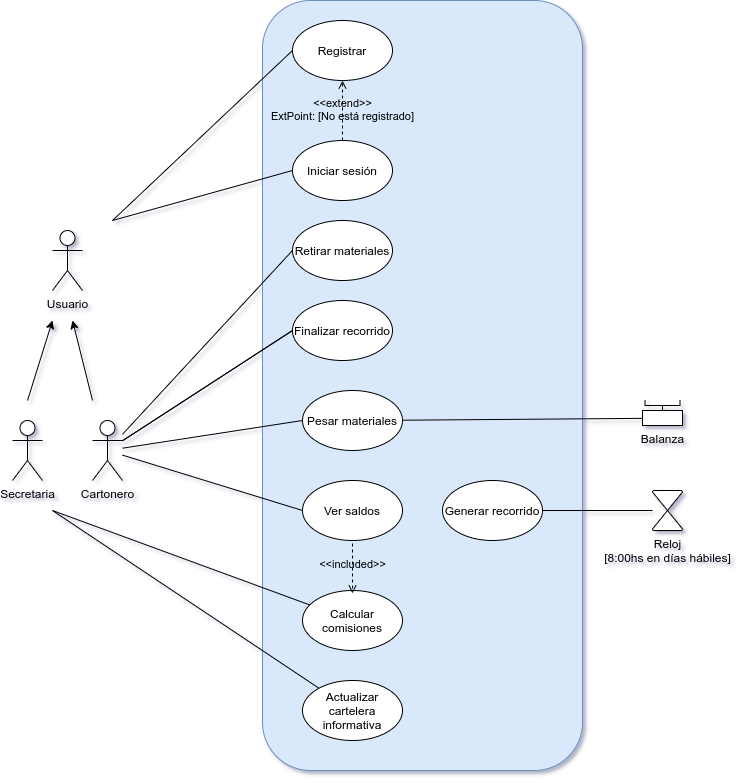 Registrar
<<extend>>
ExtPoint: [No está registrado]
Iniciar sesión
Retirar materiales
Usuario
Finalizar recorrido
Pesar materiales
Balanza
Secretaria
Cartonero
Ver saldos
Generar recorrido
Reloj
[8:00hs en días hábiles]
<<included>>
Calcular
comisiones
Actualizar
cartelera
informativa